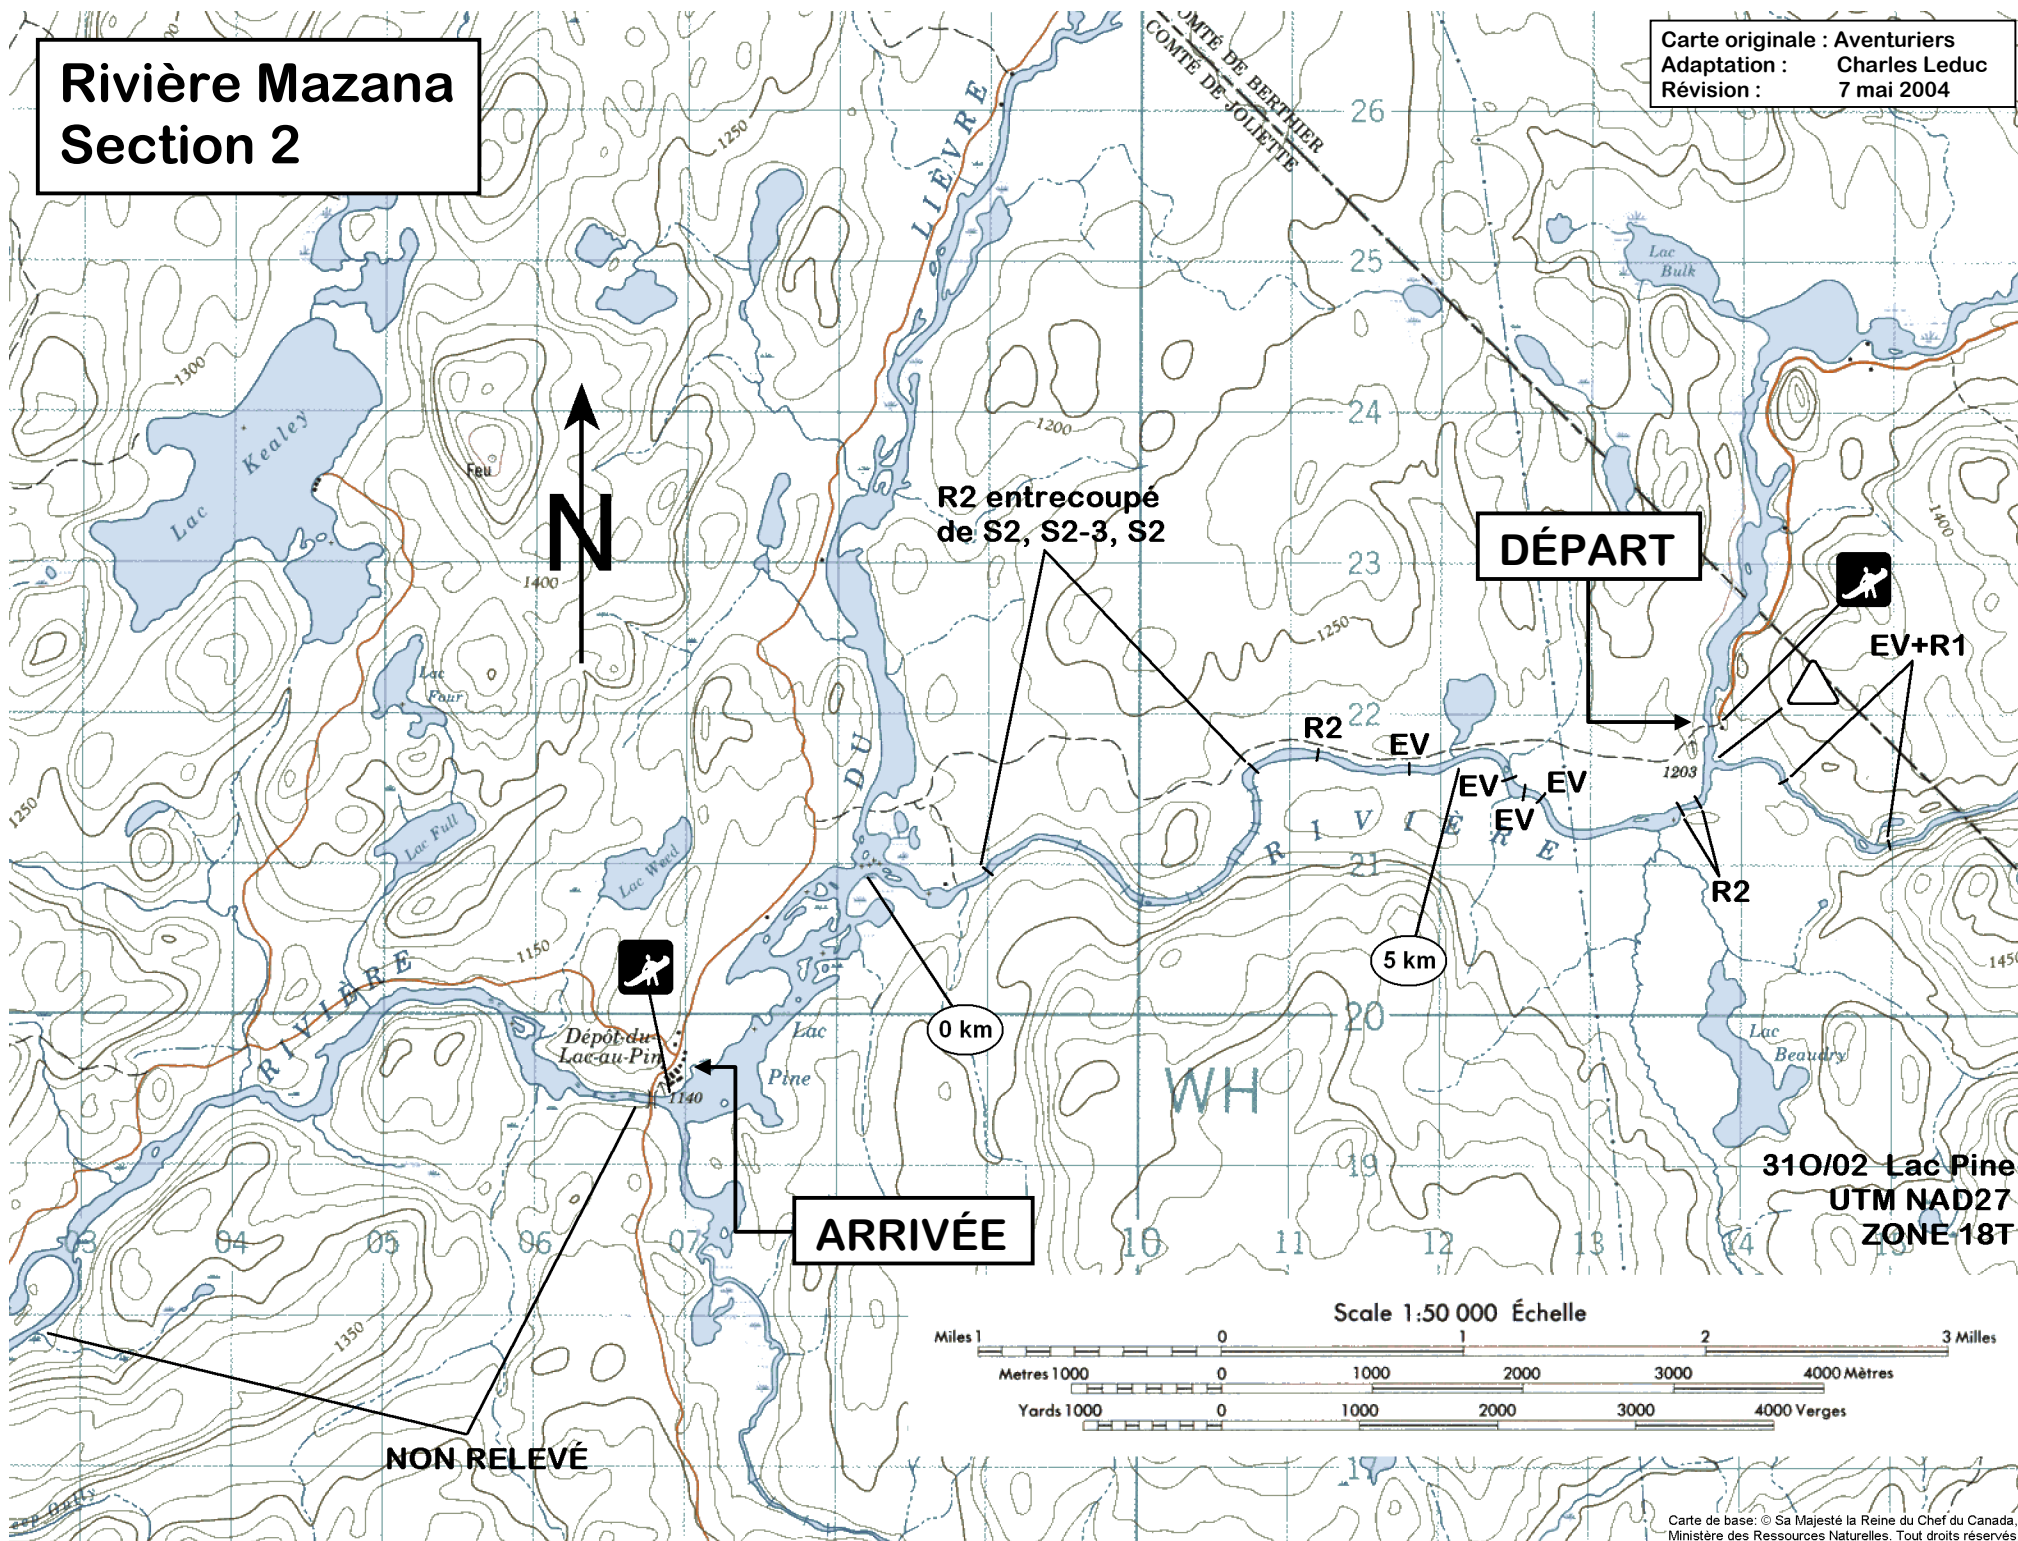 Rivière Mazana
Section 2
Carte originale : Aventuriers
Adaptation : Charles Leduc
Révision : 7 mai 2004
COMTÉ DE BERTHIER
COMTÉ DE JOLIETTE
LIÈVRE
DU
RIVIÈRE
1250
26
25
24
23
22
21
20
19
17
Lac
Bulk
1300
Lac Kealey
Feu
N
1400
1200
R2 entrecoupé
de S2, S2-3, S2
DÉPART
1400
1250
EV+R1
Lac
Four
R2
EV
EV
EV
EV
1203
R2
RIVIÈRE
1250
Lac Full
Lac Weed
1150
5 km
0 km
1450
Dépôt-du-
Lac-au-Pin
1140
Lac
Pine
Lac
Beaudry
WH
31O/02 Lac Pine
UTM NAD27
ZONE 18T
ARRIVÉE
03
04
05
06
07
10
11
12
13
14
15
1350
NON RELEVÉ
Scale 1:50 000 Échelle
Miles 1 0 1 2 3 Milles
Metres 1000 0 1000 2000 3000 4000 Mètres
Yards 1000 0 1000 2000 3000 4000 Verges
Carte de base: © Sa Majesté la Reine du Chef du Canada,
Ministère des Ressources Naturelles. Tout droits réservés